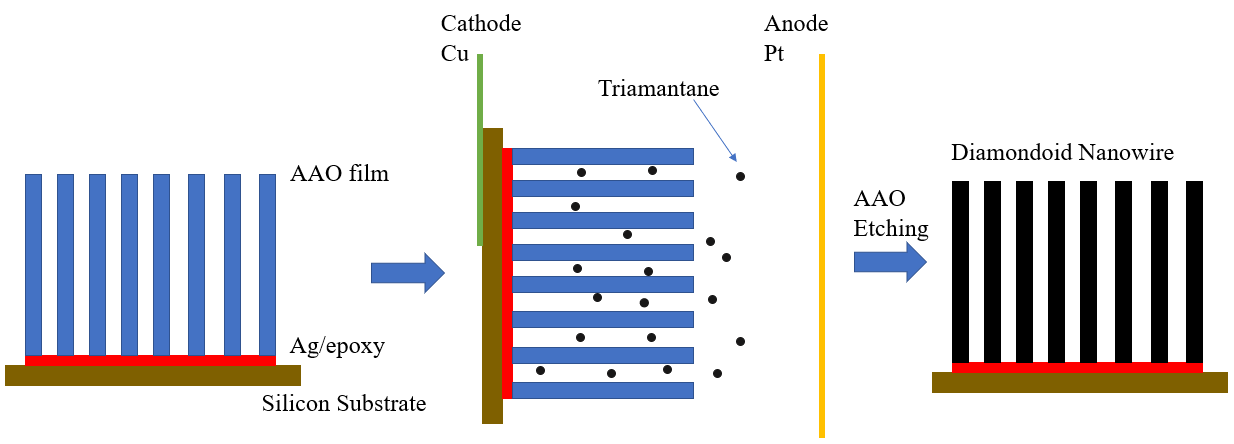 AAO film
Ag/epoxy
Silicon Substrate
Cathode
Cu
Triamantane
Anode
Pt
AAO
Etching
Diamondoid Nanowire